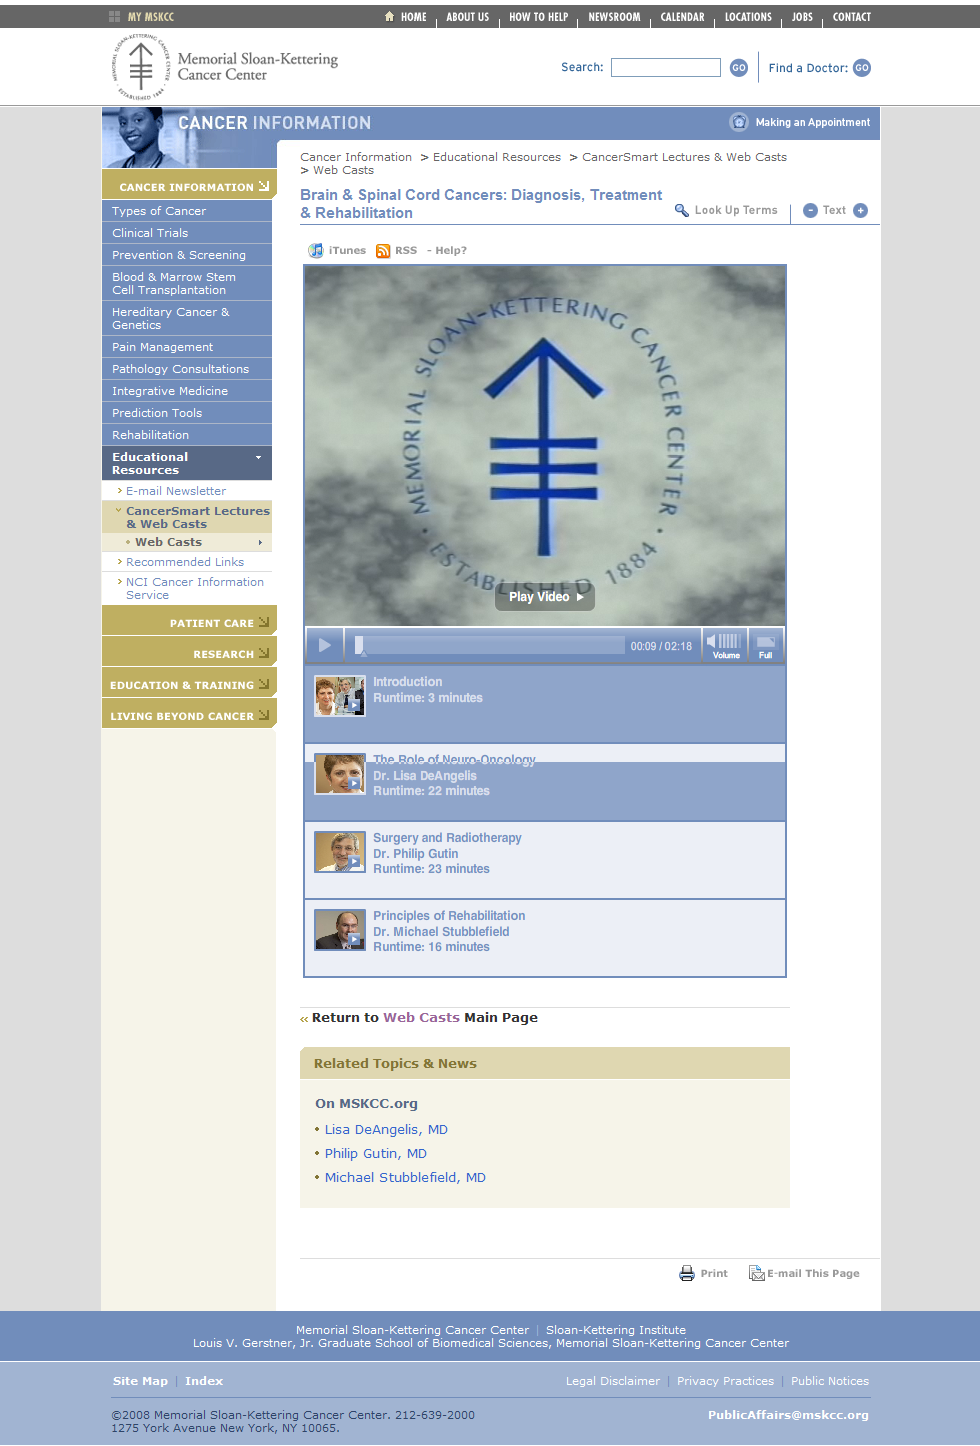 MY MSKCC
HOME ABOUT US HOW TO HELP NEWSROOM CALENDAR LOCATIONS JOBS CONTACT
MEMORIAL SLOAN-KETTERING CANCER CENTER
ESTABLISHED 1884
Memorial Sloan-Kettering
Cancer Center
Search: GO Find a Doctor: GO
CANCER INFORMATION
Making an Appointment
Cancer Information > Educational Resources > CancerSmart Lectures & Web Casts
> Web Casts
Brain & Spinal Cord Cancers: Diagnosis, Treatment
& Rehabilitation
Look Up Terms - Text +
CANCER INFORMATION
Types of Cancer
Clinical Trials
Prevention & Screening
Blood & Marrow Stem
Cell Transplantation
Hereditary Cancer &
Genetics
Pain Management
Pathology Consultations
Integrative Medicine
Prediction Tools
Rehabilitation
Educational
Resources
E-mail Newsletter
CancerSmart Lectures
& Web Casts
• Web Casts
Recommended Links
NCI Cancer Information
Service
PATIENT CARE
RESEARCH
EDUCATION & TRAINING
LIVING BEYOND CANCER
iTunes RSS - Help?
MEMORIAL SLOAN-KETTERING CANCER CENTER
• ESTABLISHED 1884 •
Play Video
00:09 / 02:18 Volume Full
Introduction
Runtime: 3 minutes
The Role of Neuro-Oncology
Dr. Lisa DeAngelis
Runtime: 22 minutes
Surgery and Radiotherapy
Dr. Philip Gutin
Runtime: 23 minutes
Principles of Rehabilitation
Dr. Michael Stubblefield
Runtime: 16 minutes
‹‹ Return to Web Casts Main Page
Related Topics & News
On MSKCC.org
• Lisa DeAngelis, MD
• Philip Gutin, MD
• Michael Stubblefield, MD
Print E-mail This Page
Memorial Sloan-Kettering Cancer Center | Sloan-Kettering Institute
Louis V. Gerstner, Jr. Graduate School of Biomedical Sciences, Memorial Sloan-Kettering Cancer Center
Site Map | Index Legal Disclaimer | Privacy Practices | Public Notices
©2008 Memorial Sloan-Kettering Cancer Center. 212-639-2000 PublicAffairs@mskcc.org
1275 York Avenue New York, NY 10065.